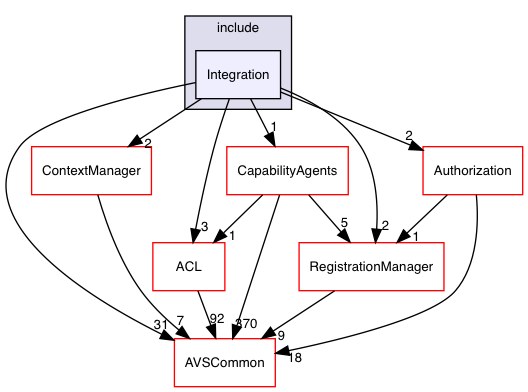 include
Integration
1
2
2
ContextManager
CapabilityAgents
Authorization
3
1
5
2
1
ACL
RegistrationManager
31
7
92
370
9
18
AVSCommon